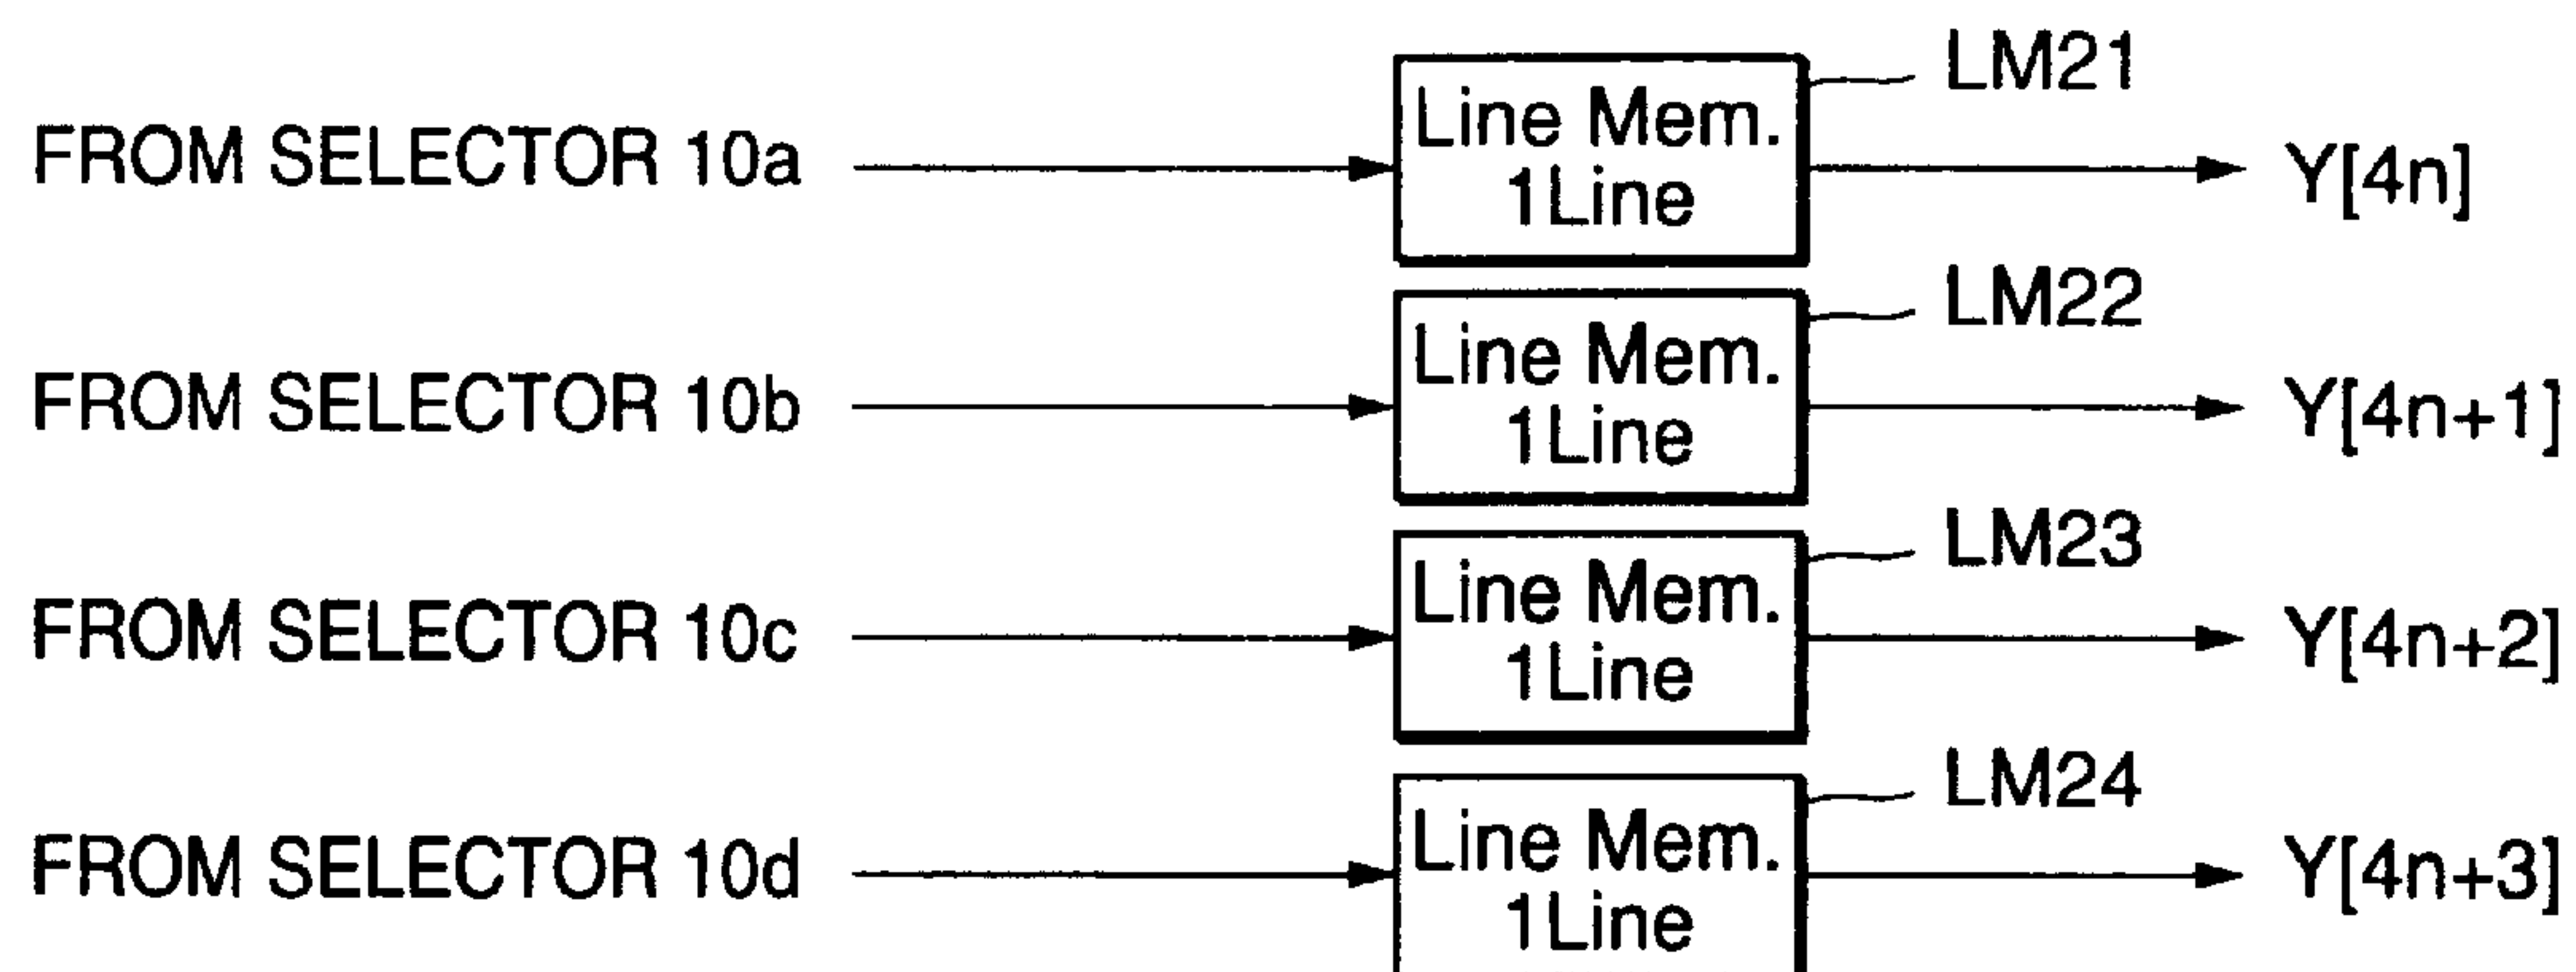 LM21
FROM SELECTOR 10a
Line Mem.
1Line
Y[4n]
LM22
FROM SELECTOR 10b
Line Mem.
1Line
Y[4n+1]
LM23
FROM SELECTOR 10c
Line Mem.
1Line
Y[4n+2]
LM24
FROM SELECTOR 10d
Line Mem.
1Line
Y[4n+3]